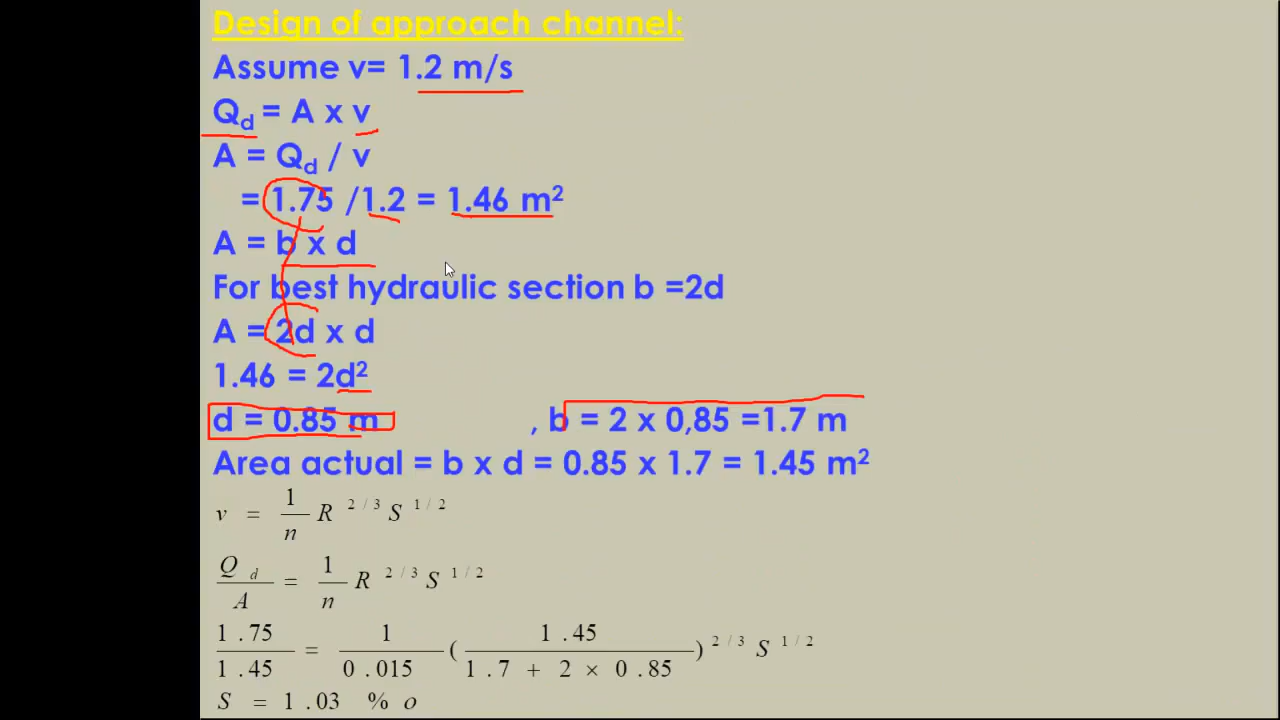 Design of approach channel:
Assume v= 1.2 m/s
Qd = A x v
A = Qd / v
= 1.75 /1.2 = 1.46 m²
A = b x d
For best hydraulic section b =2d
A = 2d x d
1.46 = 2d²
d = 0.85 m , b = 2 x 0,85 =1.7 m
Area actual = b x d = 0.85 x 1.7 = 1.45 m²
v = 1/n R 2/3 S 1/2
Q d / A = 1/n R 2/3 S 1/2
1.75/1.45 = 1/0.015 (1.45/1.7 + 2 × 0.85) 2/3 S 1/2
S = 1.03 % o